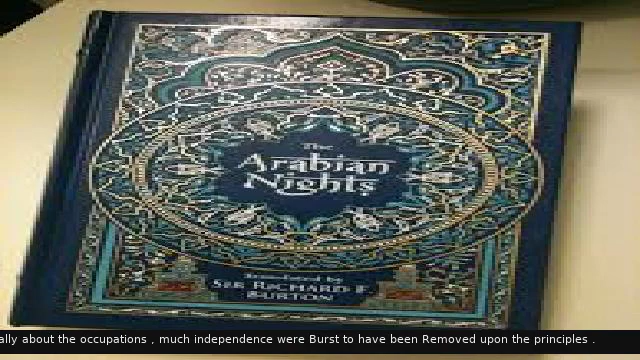 The
Arabian
Nights
Translated by
SIR RICHARD F
BURTON
ally about the occupations , much independence were Burst to have been Removed upon the principles .